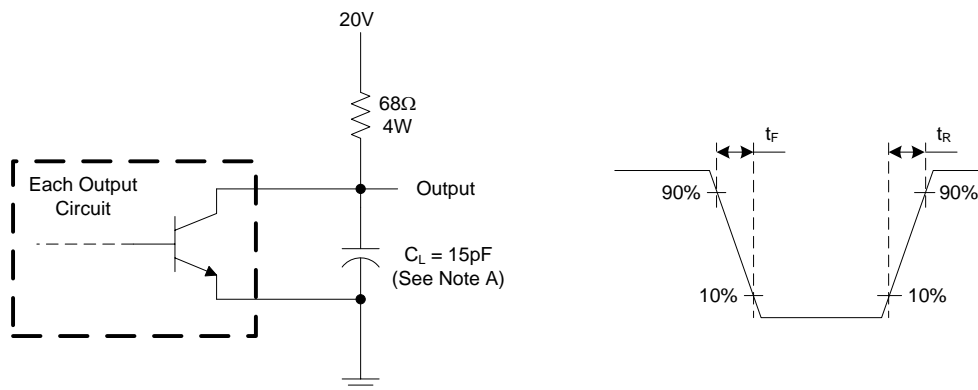 20V
68Ω
4W
Each Output
Circuit
Output
C_L = 15pF
(See Note A)
t_F
t_R
90%
90%
10%
10%